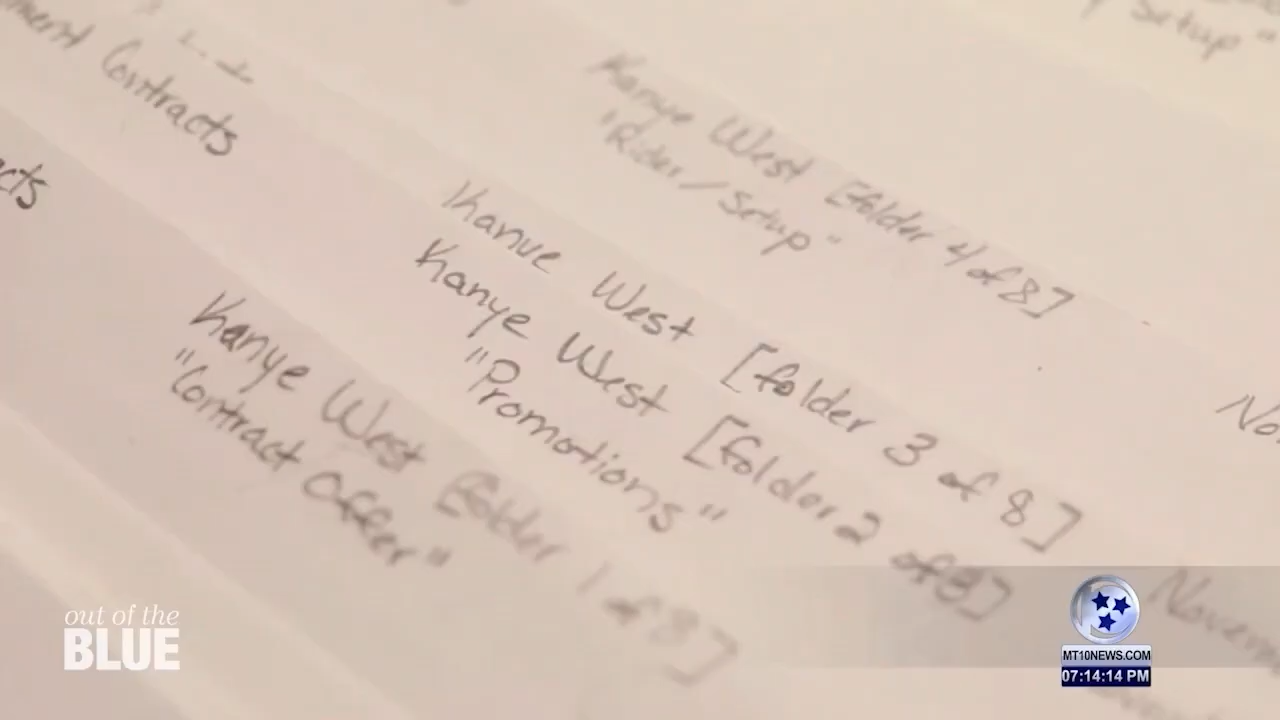 Setup"
Contracts
Kanye West [folder 4 of 8]
"Rider/Setup"
Kanye West [folder 3 of 8]
Kanye West [folder 2 of 8]
"Promotions"
Kanye West [folder 1 of 8]
"Contract Offer"
out of the
BLUE
MT10NEWS.COM
07:14:14 PM